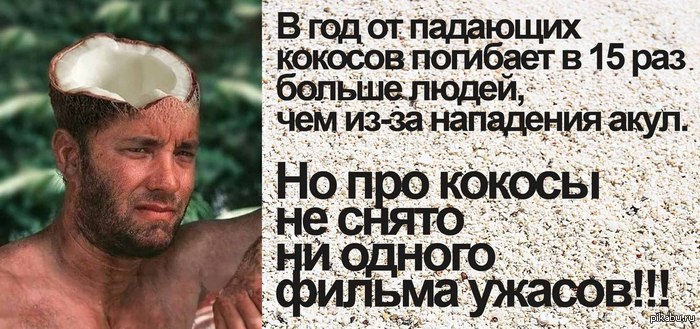 В год от падающих
кокосов погибает в 15 раз
больше людей,
чем из-за нападения акул.
Но про кокосы
не снято
ни одного
фильма ужасов!!!
pikabu.ru